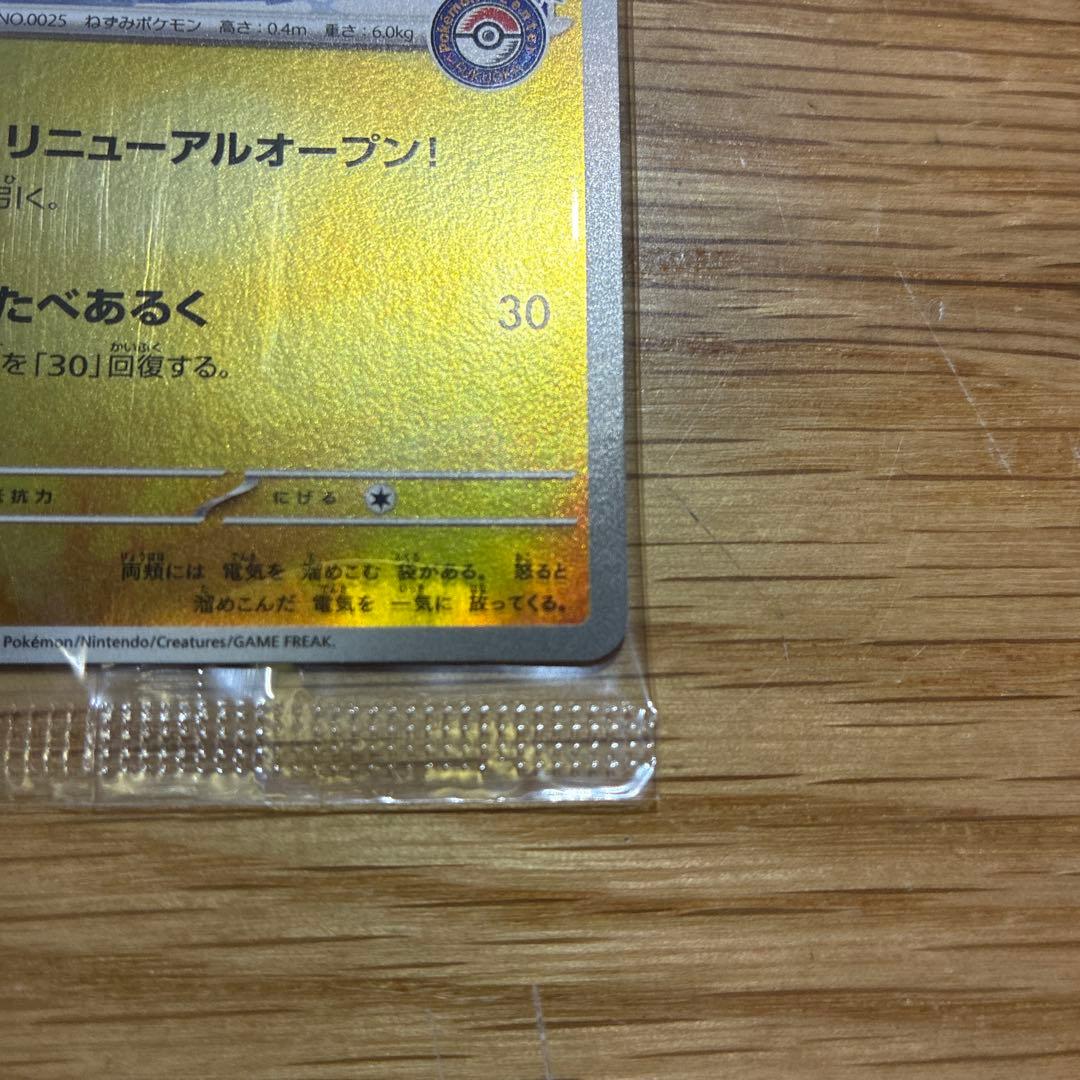 NO.0025 ねずみポケモン 高さ:0.4m 重さ:6.0kg
Pokémon Center
FUKUOKA
リニューアルオープン!
引く。
たべあるく 30
を「30」回復する。
抗力 にげる
両頬には 電気を 溜めこむ 袋がある。 怒ると
溜めこんだ 電気を 一気に 放ってくる。
Pokémon/Nintendo/Creatures/GAME FREAK.